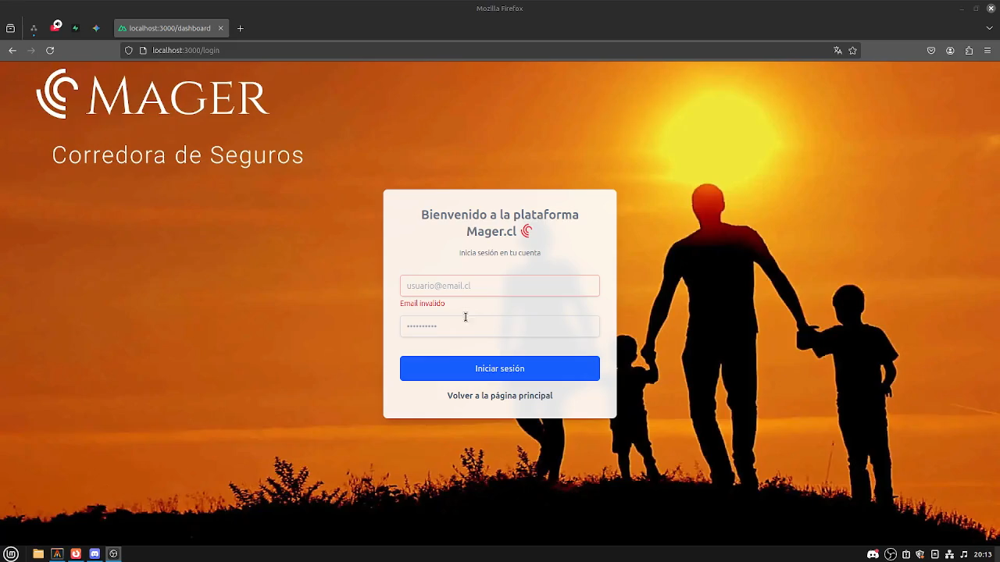 Mozilla Firefox
localhost:3000/dashboard
localhost:3000/login
MAGER
Corredora de Seguros
Bienvenido a la plataforma
Mager.cl
Inicia sesión en tu cuenta
usuario@email.cl
Email invalido
••••••••••
Iniciar sesión
Volver a la página principal
20:13